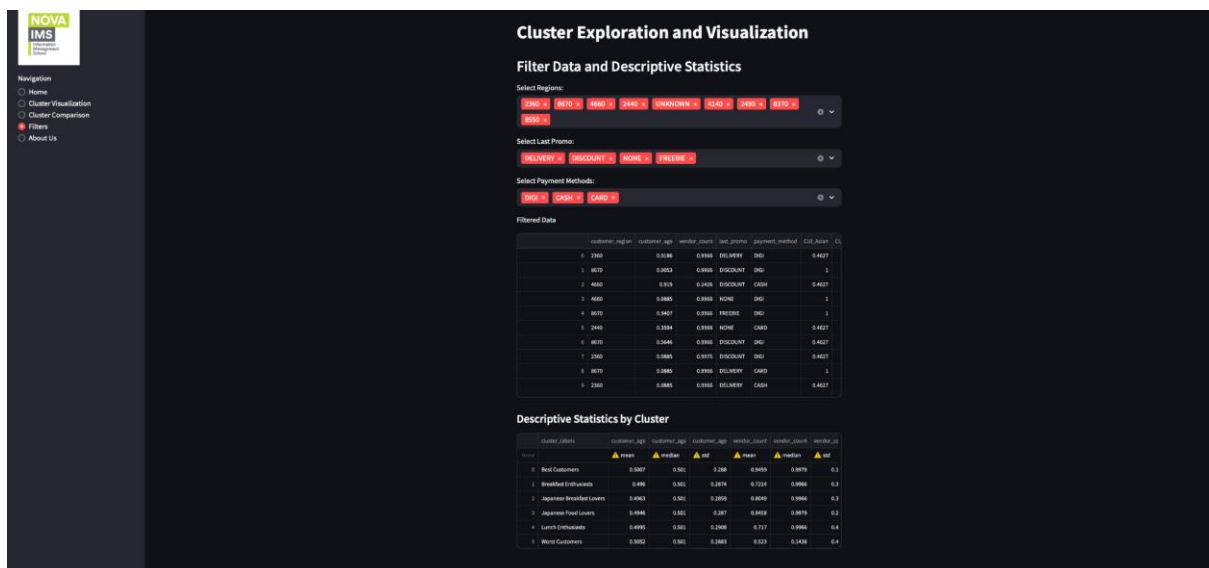 NOVA
IMS
Information
Management
School
Navigation
Home
Cluster Visualization
Cluster Comparison
Filters
About Us
Cluster Exploration and Visualization
Filter Data and Descriptive Statistics
Select Regions:
2360 × 8670 × 4660 × 2440 × UNKNOWN × 4140 × 2490 × 8370 ×
8550 ×
Select Last Promo:
DELIVERY × DISCOUNT × NONE × FREEBIE ×
Select Payment Methods:
DIGI × CASH × CARD ×
Filtered Data
customer_region customer_age vendor_count last_promo payment_method CUI_Asian
0 2360 0.0186 0.9966 DELIVERY DIGI 0.4627
1 8670 0.0053 0.9966 DISCOUNT DIGI 1
2 4660 0.919 0.1426 DISCOUNT CASH 0.4627
3 4660 0.0885 0.9966 NONE DIGI 1
4 8670 0.9407 0.9966 FREEBIE DIGI 1
5 2440 0.3594 0.9966 NONE CARD 0.4627
6 8670 0.5646 0.9966 DISCOUNT DIGI 0.4627
7 2360 0.0885 0.9975 DISCOUNT DIGI 0.4627
8 8670 0.0885 0.9966 DELIVERY CARD 1
9 2360 0.0885 0.9966 DELIVERY CASH 0.4627
Descriptive Statistics by Cluster
cluster_labels customer_age customer_age customer_age vendor_count vendor_count
None mean median std mean median std
0 Best Customers 0.5007 0.501 0.288 0.9499 0.9979 0.1
1 Breakfast Enthusiasts 0.496 0.501 0.2874 0.7214 0.9966 0.3
2 Japanese Breakfast Lovers 0.4963 0.501 0.2859 0.8049 0.9966 0.3
3 Japanese Food Lovers 0.4946 0.501 0.287 0.9458 0.9979 0.2
4 Lunch Enthusiasts 0.4995 0.501 0.2908 0.717 0.9966 0.4
5 Worst Customers 0.5052 0.501 0.2883 0.523 0.1426 0.4